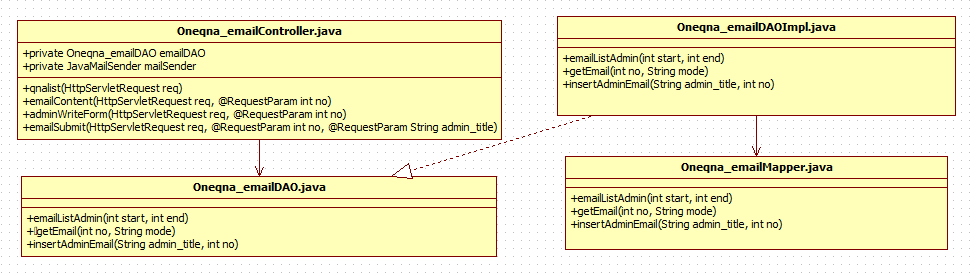 Oneqna_emailController.java
+private Oneqna_emailDAO emailDAO
+private JavaMailSender mailSender
+qnalist(HttpServletRequest req)
+emailContent(HttpServletRequest req, @RequestParam int no)
+adminWriteForm(HttpServletRequest req, @RequestParam int no)
+emailSubmit(HttpServletRequest req, @RequestParam int no, @RequestParam String admin_title)
Oneqna_emailDAOImpl.java
+emailListAdmin(int start, int end)
+getEmail(int no, String mode)
+insertAdminEmail(String admin_title, int no)
Oneqna_emailDAO.java
+emailListAdmin(int start, int end)
+getEmail(int no, String mode)
+insertAdminEmail(String admin_title, int no)
Oneqna_emailMapper.java
+emailListAdmin(int start, int end)
+getEmail(int no, String mode)
+insertAdminEmail(String admin_title, int no)